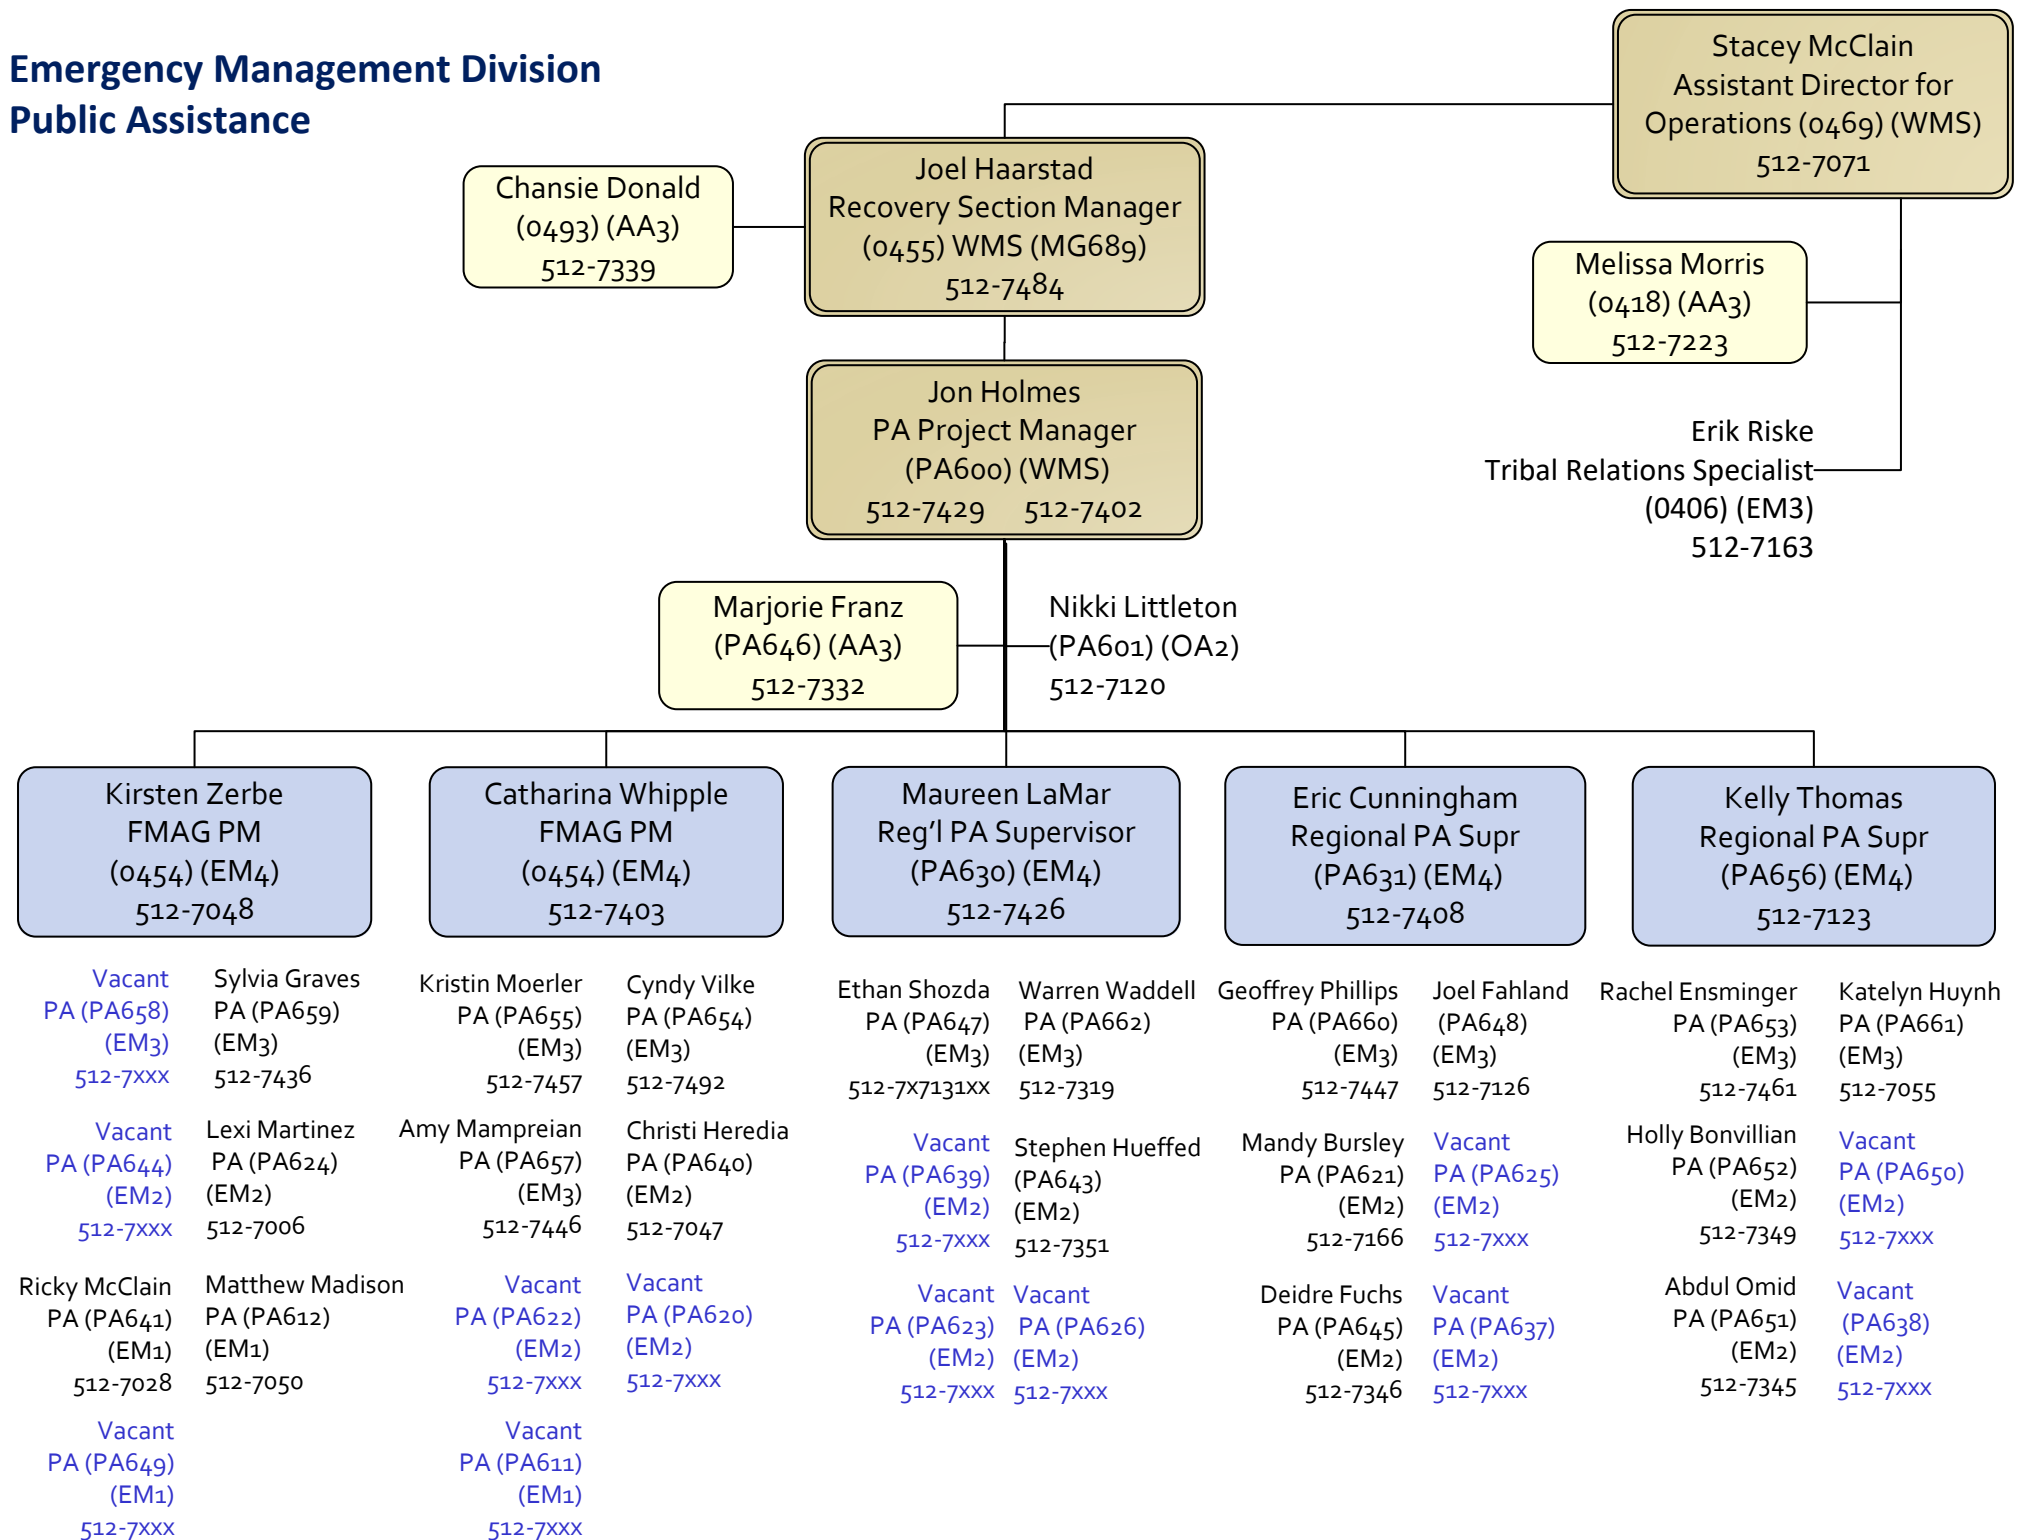 Emergency Management Division
Public Assistance
Stacey McClain
Assistant Director for
Operations (0469) (WMS)
512-7071
Joel Haarstad
Recovery Section Manager
(0455) WMS (MG689)
512-7484
Chansie Donald
(0493) (AA3)
512-7339
Melissa Morris
(0418) (AA3)
512-7223
Jon Holmes
PA Project Manager
(PA600) (WMS)
512-7429 512-7402
Erik Riske
Tribal Relations Specialist
(0406) (EM3)
512-7163
Marjorie Franz
(PA646) (AA3)
512-7332
Nikki Littleton
(PA601) (OA2)
512-7120
Kirsten Zerbe
FMAG PM
(0454) (EM4)
512-7048
Catharina Whipple
FMAG PM
(0454) (EM4)
512-7403
Maureen LaMar
Reg’l PA Supervisor
(PA630) (EM4)
512-7426
Eric Cunningham
Regional PA Supr
(PA631) (EM4)
512-7408
Kelly Thomas
Regional PA Supr
(PA656) (EM4)
512-7123
Vacant
PA (PA658)
(EM3)
512-7XXX
Sylvia Graves
PA (PA659)
(EM3)
512-7436
Kristin Moerler
PA (PA655)
(EM3)
512-7457
Cyndy Vilke
PA (PA654)
(EM3)
512-7492
Ethan Shozda
PA (PA647)
(EM3)
512-7X7131XX
Warren Waddell
PA (PA662)
(EM3)
512-7319
Geoffrey Phillips
PA (PA660)
(EM3)
512-7447
Joel Fahland
(PA648)
(EM3)
512-7126
Rachel Ensminger
PA (PA653)
(EM3)
512-7461
Katelyn Huynh
PA (PA661)
(EM3)
512-7055
Vacant
PA (PA644)
(EM2)
512-7XXX
Lexi Martinez
PA (PA624)
(EM2)
512-7006
Amy Mampreian
PA (PA657)
(EM3)
512-7446
Christi Heredia
PA (PA640)
(EM2)
512-7047
Vacant
PA (PA639)
(EM2)
512-7XXX
Stephen Hueffed
(PA643)
(EM2)
512-7351
Mandy Bursley
PA (PA621)
(EM2)
512-7166
Vacant
PA (PA625)
(EM2)
512-7XXX
Holly Bonvillian
PA (PA652)
(EM2)
512-7349
Vacant
PA (PA650)
(EM2)
512-7XXX
Ricky McClain
PA (PA641)
(EM1)
512-7028
Matthew Madison
PA (PA612)
(EM1)
512-7050
Vacant
PA (PA622)
(EM2)
512-7XXX
Vacant
PA (PA620)
(EM2)
512-7XXX
Vacant
PA (PA623)
(EM2)
512-7XXX
Vacant
PA (PA626)
(EM2)
512-7XXX
Deidre Fuchs
PA (PA645)
(EM2)
512-7346
Vacant
PA (PA637)
(EM2)
512-7XXX
Abdul Omid
PA (PA651)
(EM2)
512-7345
Vacant
(PA638)
(EM2)
512-7XXX
Vacant
PA (PA649)
(EM1)
512-7XXX
Vacant
PA (PA611)
(EM1)
512-7XXX